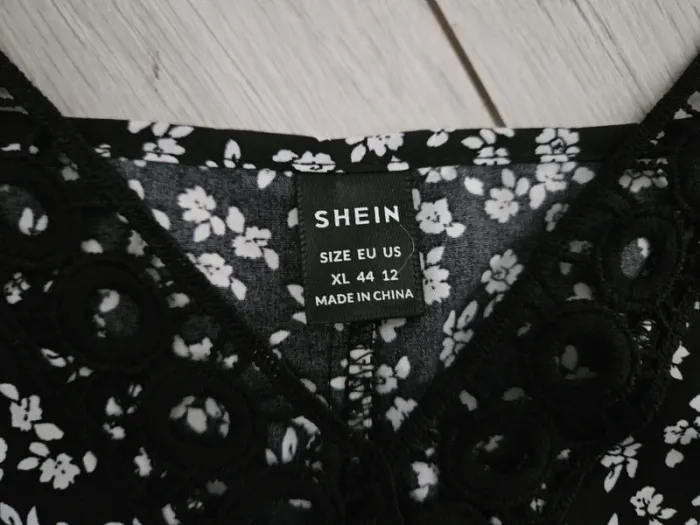 SHEIN
SIZE EU US
XL 44 12
MADE IN CHINA